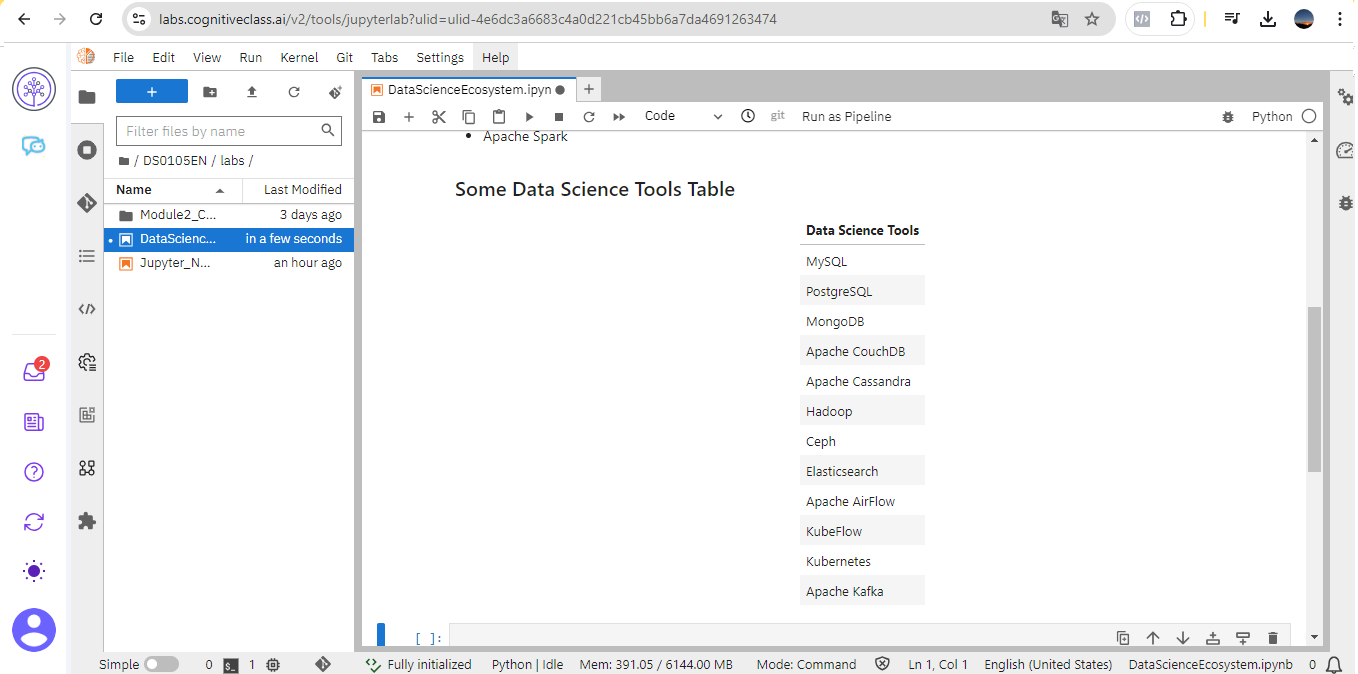 labs.cognitiveclass.ai/v2/tools/jupyterlab?ulid=ulid-4e6dc3a6683c4a0d221cb45bb6a7da4691263474
File Edit View Run Kernel Git Tabs Settings Help
DataScienceEcosystem.ipyn
Code
git
Run as Pipeline
Python
Filter files by name
/ DS0105EN / labs /
Name Last Modified
Module2_C... 3 days ago
DataScienc... in a few seconds
Jupyter_N... an hour ago
2
Apache Spark
Some Data Science Tools Table
Data Science Tools
MySQL
PostgreSQL
MongoDB
Apache CouchDB
Apache Cassandra
Hadoop
Ceph
Elasticsearch
Apache AirFlow
KubeFlow
Kubernetes
Apache Kafka
[ ]:
Simple 0 $_ 1 Fully initialized Python | Idle Mem: 391.05 / 6144.00 MB Mode: Command Ln 1, Col 1 English (United States) DataScienceEcosystem.ipynb 0